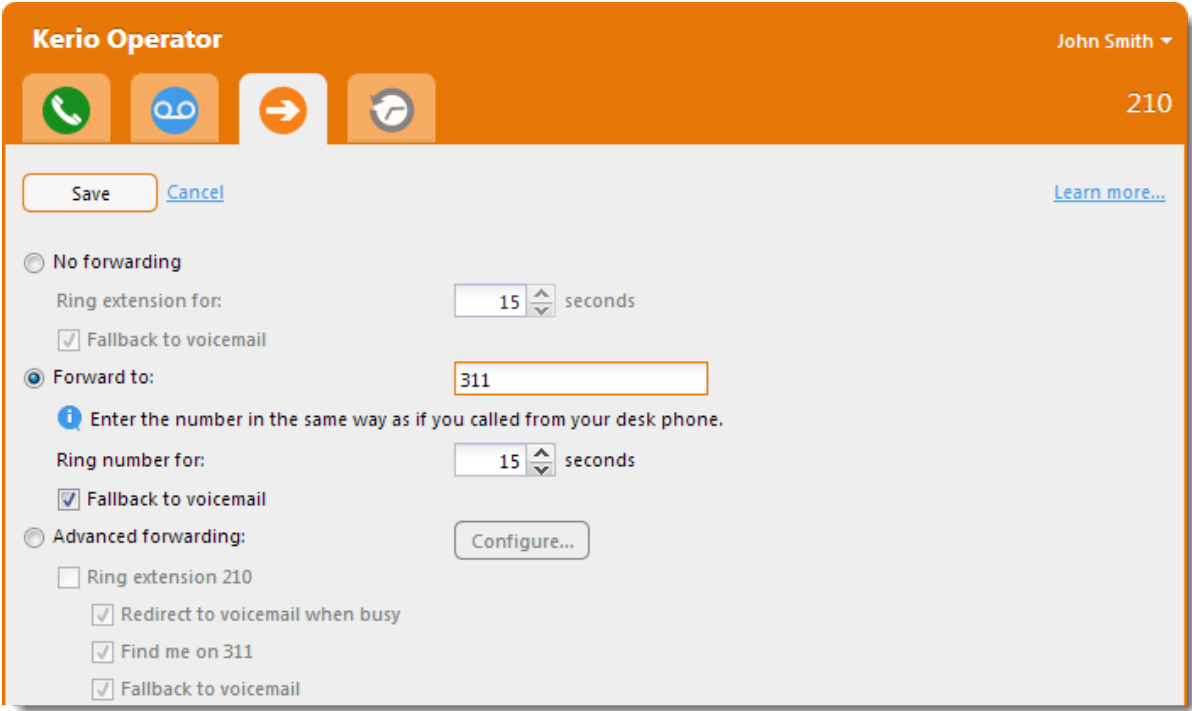 Kerio Operator
John Smith
210
Save Cancel Learn more...
No forwarding
Ring extension for: 15 seconds
Fallback to voicemail
Forward to: 311
Enter the number in the same way as if you called from your desk phone.
Ring number for: 15 seconds
Fallback to voicemail
Advanced forwarding: Configure...
Ring extension 210
Redirect to voicemail when busy
Find me on 311
Fallback to voicemail